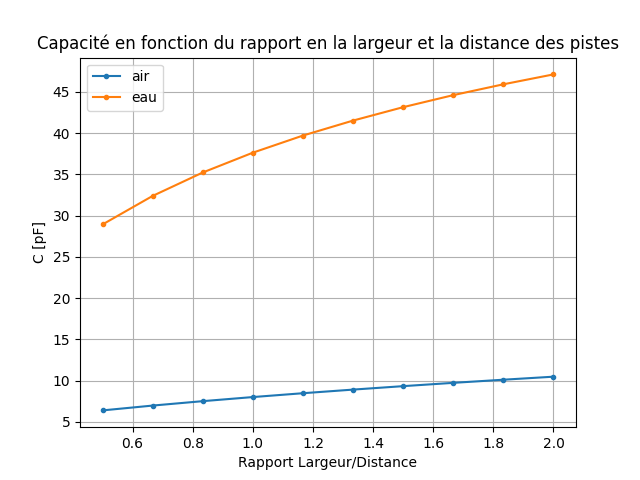 Capacité en fonction du rapport en la largeur et la distance des pistes
air
eau
45
40
35
30
25
20
15
10
5
C [pF]
0.6 0.8 1.0 1.2 1.4 1.6 1.8 2.0
Rapport Largeur/Distance